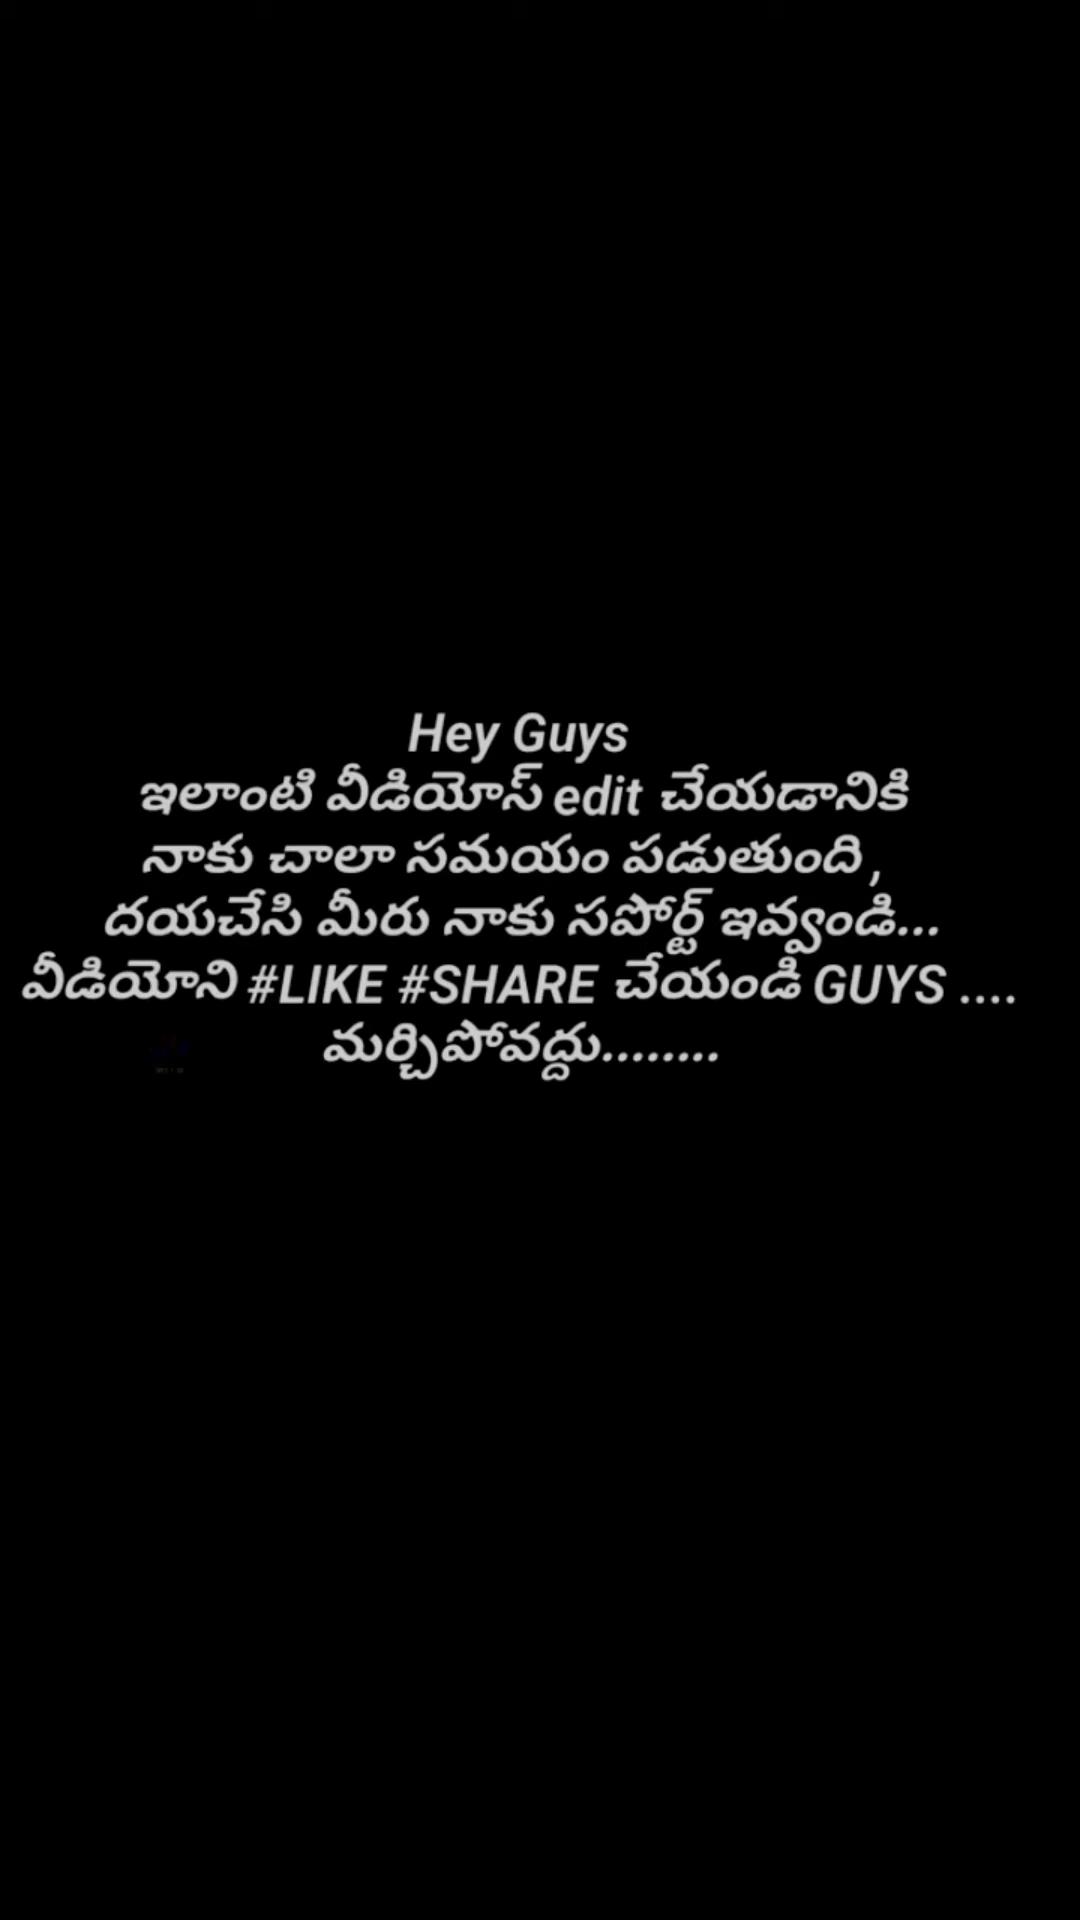 Hey Guys
ఇలాంటి వీడియోస్ edit చేయడానికి
నాకు చాలా సమయం పడుతుంది,
దయచేసి మీరు నాకు సపోర్ట్ ఇవ్వండి...
వీడియోని #LIKE #SHARE చేయండి GUYS ....
మర్చిపోవద్దు........